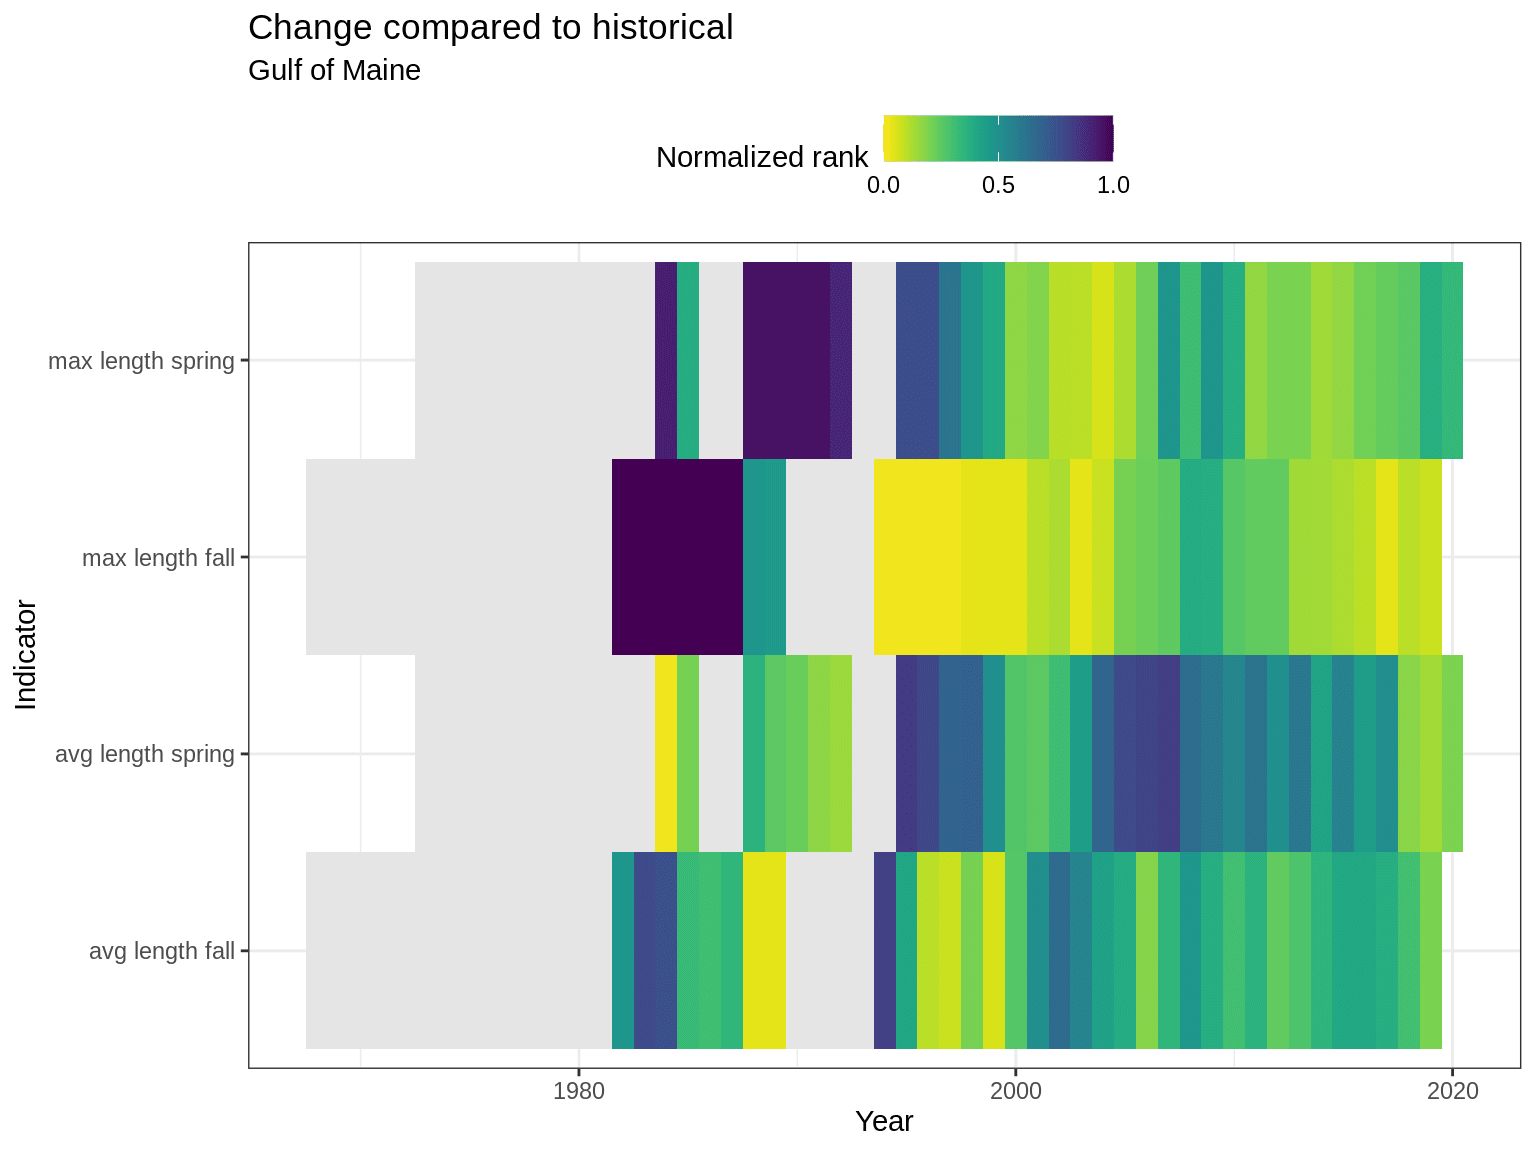 Change compared to historical
Gulf of Maine
Normalized rank
0.0 0.5 1.0
max length spring
max length fall
avg length spring
avg length fall
Indicator
1980 2000 2020
Year